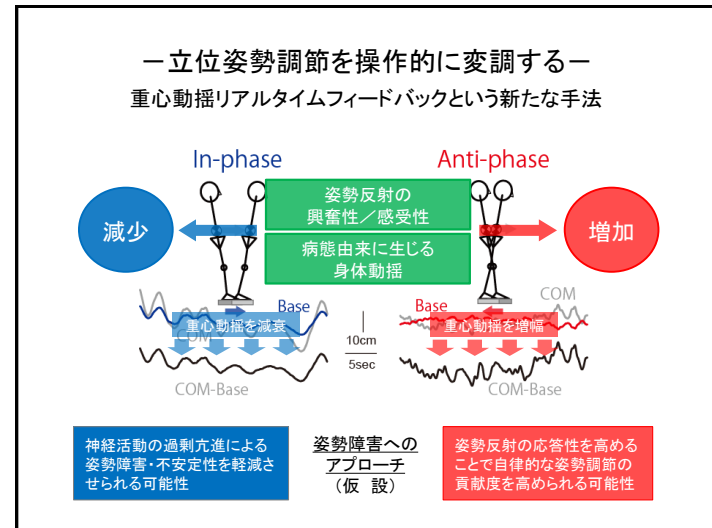 －立位姿勢調節を操作的に変調する－
重心動揺リアルタイムフィードバックという新たな手法
In-phase
Anti-phase
減少
姿勢反射の
興奮性／感受性
病態由来に生じる
身体動揺
増加
Base
COM
重心動揺を減衰
COM-Base
10cm
5sec
Base
COM
重心動揺を増幅
COM-Base
神経活動の過剰亢進による
姿勢障害・不安定性を軽減さ
せられる可能性
姿勢障害への
アプローチ
（仮　設）
姿勢反射の応答性を高める
ことで自律的な姿勢調節の
貢献度を高められる可能性